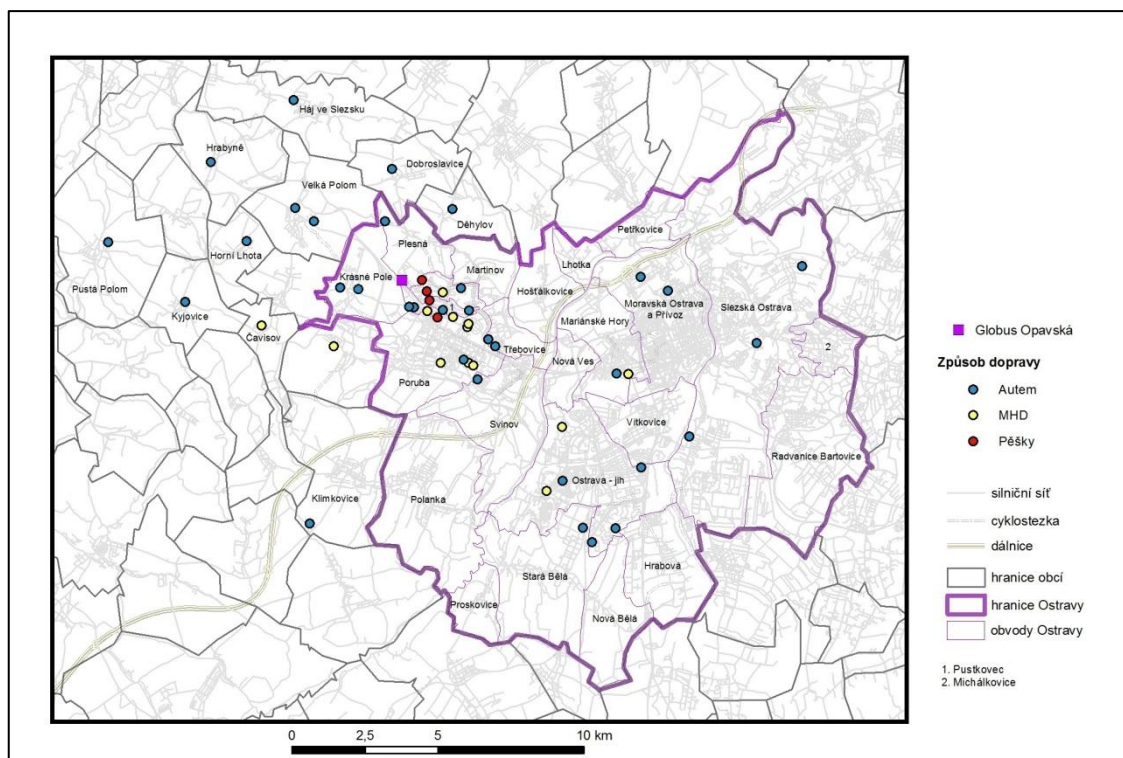 Háj ve Slezsku
Hrabyně
Dobroslavice
Velká Polom
Děhylov
Petřkovice
Plesná
Horní Lhota
Martinov
Lhotka
Krásné Pole
Pustá Polom
Hošťálkovice
Moravská Ostrava
a Přívoz
Slezská Ostrava
Kyjovice
1
Mariánské Hory
Čavisov
Třebovice
2
Nová Ves
Poruba
Svinov
Vítkovice
Radvanice Bartovice
Klimkovice
Polanka
Ostrava - jih
Stará Bělá
Hrabová
Proskovice
Nová Bělá
Globus Opavská
Způsob dopravy
Autem
MHD
Pěšky
silniční síť
cyklostezka
dálnice
hranice obcí
hranice Ostravy
obvody Ostravy
1. Pustkovec
2. Michálkovice
0 2,5 5 10 km